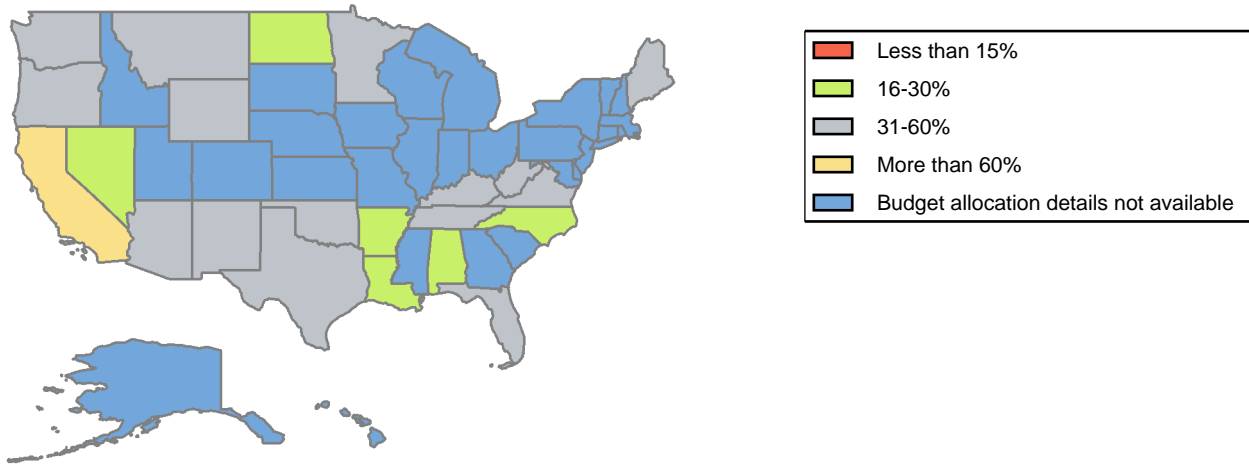 Less than 15%
16-30%
31-60%
More than 60%
Budget allocation details not available